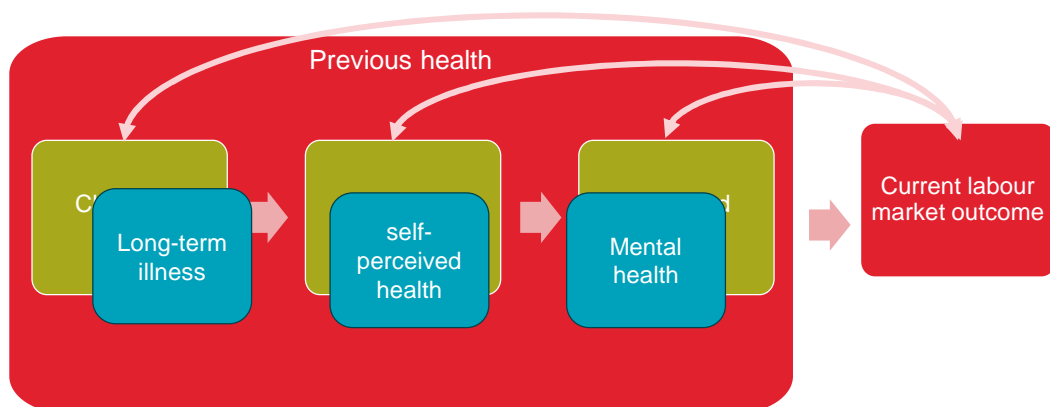 Previous health
Long-term
illness
self-
perceived
health
Mental
health
Current labour
market outcome